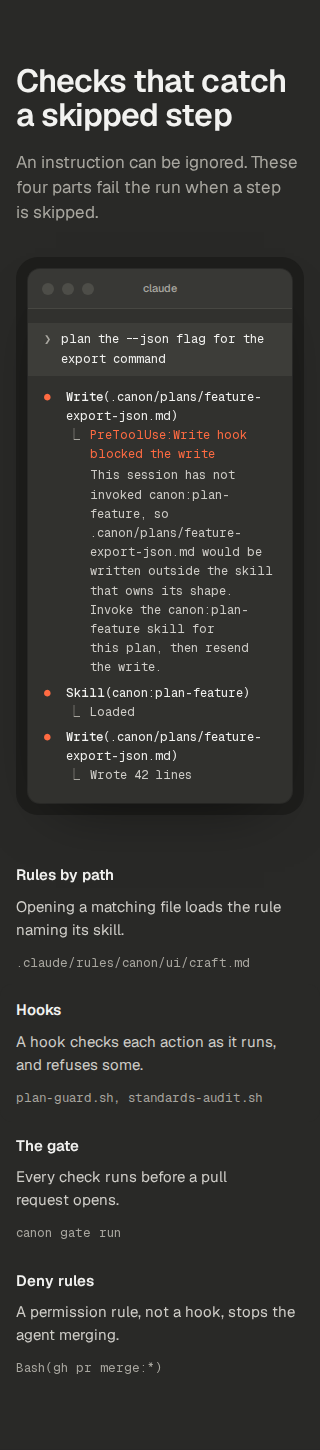 Checks that catch
a skipped step
An instruction can be ignored. These
four parts fail the run when a step
is skipped.
claude
❯ plan the --json flag for the
export command
● Write(.canon/plans/feature-
export-json.md)
⎿ PreToolUse:Write hook
blocked the write
This session has not
invoked canon:plan-
feature, so
.canon/plans/feature-
export-json.md would be
written outside the skill
that owns its shape.
Invoke the canon:plan-
feature skill for
this plan, then resend
the write.
● Skill(canon:plan-feature)
⎿ Loaded
● Write(.canon/plans/feature-
export-json.md)
⎿ Wrote 42 lines
Rules by path
Opening a matching file loads the rule
naming its skill.
.claude/rules/canon/ui/craft.md
Hooks
A hook checks each action as it runs,
and refuses some.
plan-guard.sh, standards-audit.sh
The gate
Every check runs before a pull
request opens.
canon gate run
Deny rules
A permission rule, not a hook, stops the
agent merging.
Bash(gh pr merge:*)